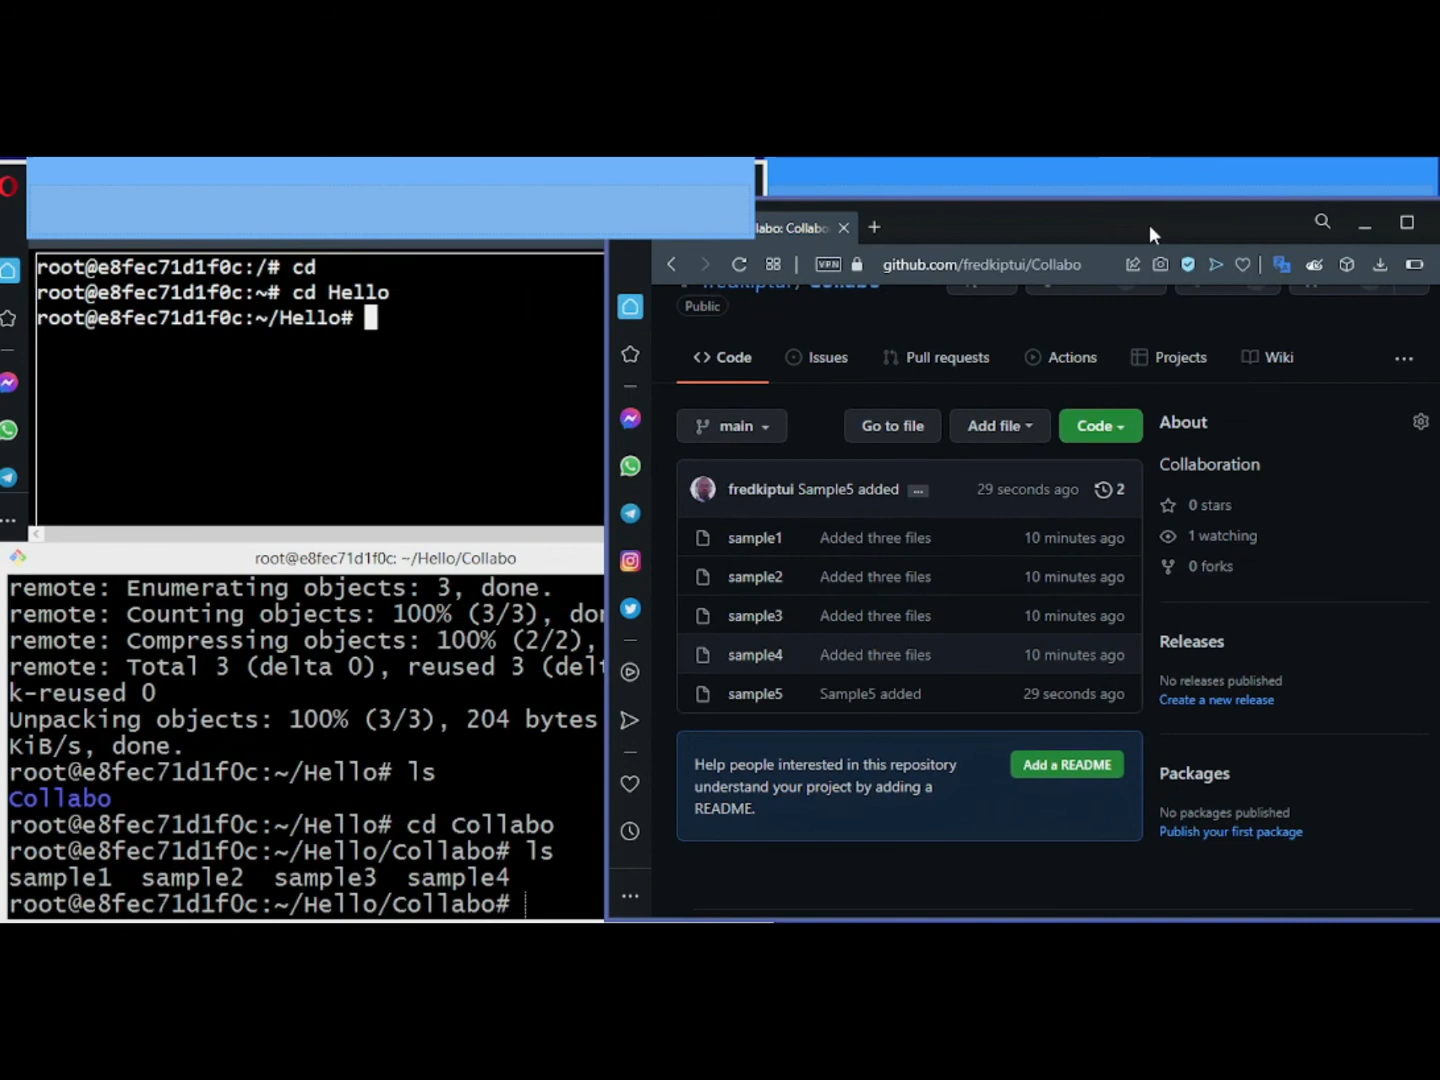 root@e8fec71d1f0c:/# cd
root@e8fec71d1f0c:~# cd Hello
root@e8fec71d1f0c:~/Hello#
root@e8fec71d1f0c: ~/Hello/Collabo
remote: Enumerating objects: 3, done.
remote: Counting objects: 100% (3/3), do
remote: Compressing objects: 100% (2/2),
remote: Total 3 (delta 0), reused 3 (del
k-reused 0
Unpacking objects: 100% (3/3), 204 bytes
KiB/s, done.
root@e8fec71d1f0c:~/Hello# ls
Collabo
root@e8fec71d1f0c:~/Hello# cd Collabo
root@e8fec71d1f0c:~/Hello/Collabo# ls
sample1 sample2 sample3 sample4
root@e8fec71d1f0c:~/Hello/Collabo#
labo: Collabo
VPN github.com/fredkiptui/Collabo
fredkiptui/ Collabo
Public
<> Code Issues Pull requests Actions Projects Wiki
main Go to file Add file Code
fredkiptui Sample5 added ... 29 seconds ago 2
sample1 Added three files 10 minutes ago
sample2 Added three files 10 minutes ago
sample3 Added three files 10 minutes ago
sample4 Added three files 10 minutes ago
sample5 Sample5 added 29 seconds ago
Help people interested in this repository
understand your project by adding a
README.
Add a README
About
Collaboration
0 stars
1 watching
0 forks
Releases
No releases published
Create a new release
Packages
No packages published
Publish your first package